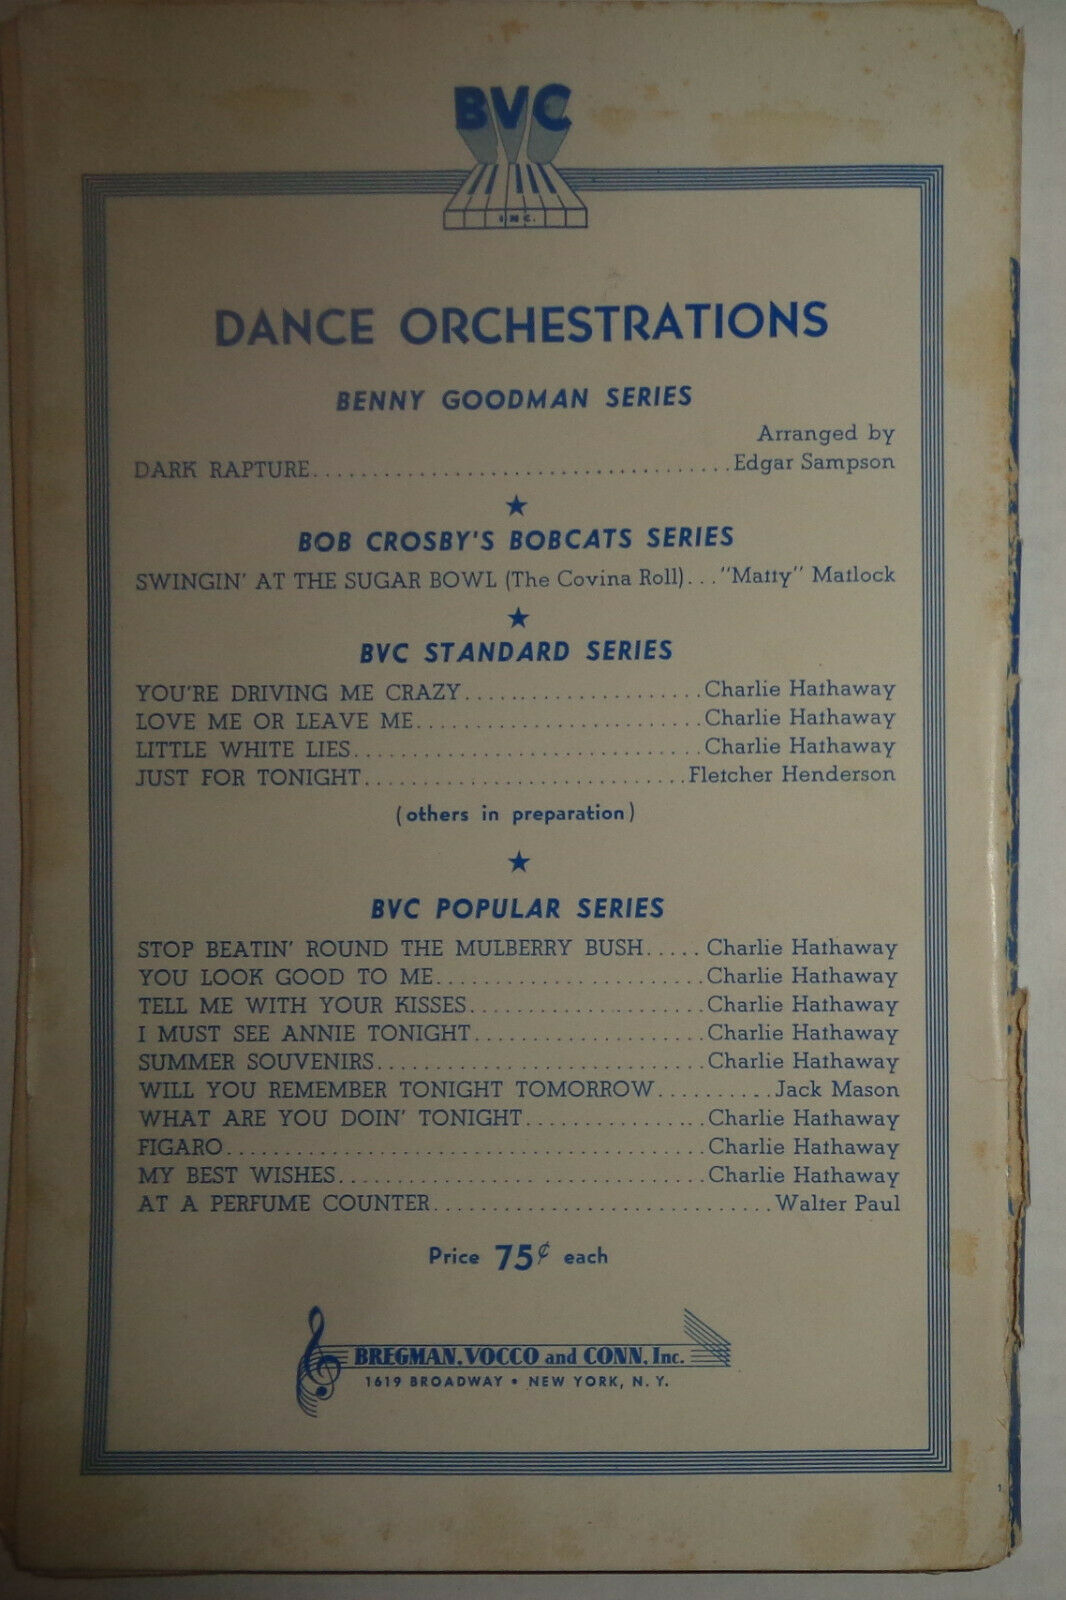 BVC
INC.
DANCE ORCHESTRATIONS
BENNY GOODMAN SERIES
Arranged by
DARK RAPTURE....................................Edgar Sampson
BOB CROSBY'S BOBCATS SERIES
SWINGIN' AT THE SUGAR BOWL (The Covina Roll)..."Matty" Matlock
BVC STANDARD SERIES
YOU'RE DRIVING ME CRAZY.....................Charlie Hathaway
LOVE ME OR LEAVE ME.........................Charlie Hathaway
LITTLE WHITE LIES..............................Charlie Hathaway
JUST FOR TONIGHT............................Fletcher Henderson
(others in preparation)
BVC POPULAR SERIES
STOP BEATIN' ROUND THE MULBERRY BUSH.....Charlie Hathaway
YOU LOOK GOOD TO ME.......................Charlie Hathaway
TELL ME WITH YOUR KISSES....................Charlie Hathaway
I MUST SEE ANNIE TONIGHT....................Charlie Hathaway
SUMMER SOUVENIRS............................Charlie Hathaway
WILL YOU REMEMBER TONIGHT TOMORROW..........Jack Mason
WHAT ARE YOU DOIN' TONIGHT................Charlie Hathaway
FIGARO.........................................Charlie Hathaway
MY BEST WISHES................................Charlie Hathaway
AT A PERFUME COUNTER.............................Walter Paul
Price 75¢ each
BREGMAN, VOCCO and CONN, Inc.
1619 BROADWAY • NEW YORK, N. Y.
1